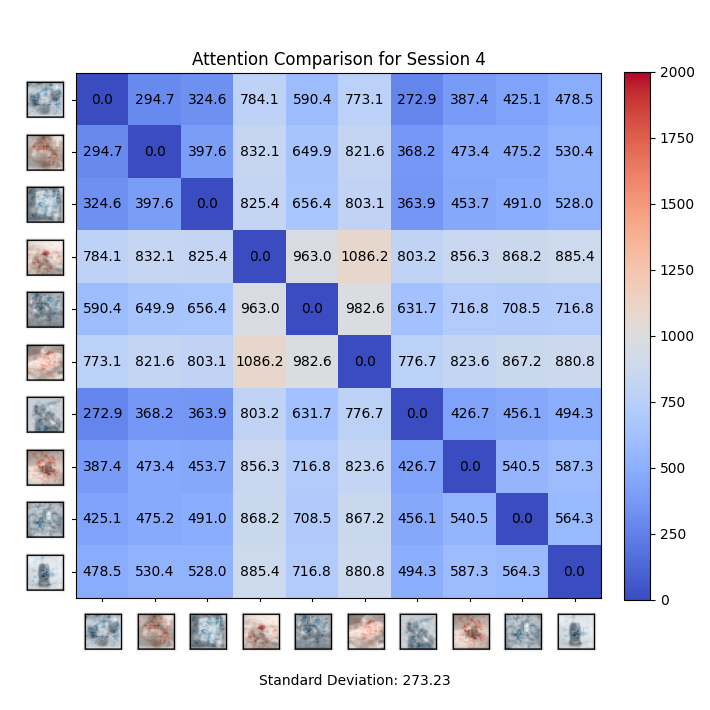 Attention Comparison for Session 4
0.0 294.7 324.6 784.1 590.4 773.1 272.9 387.4 425.1 478.5
294.7 0.0 397.6 832.1 649.9 821.6 368.2 473.4 475.2 530.4
324.6 397.6 0.0 825.4 656.4 803.1 363.9 453.7 491.0 528.0
784.1 832.1 825.4 0.0 963.0 1086.2 803.2 856.3 868.2 885.4
590.4 649.9 656.4 963.0 0.0 982.6 631.7 716.8 708.5 716.8
773.1 821.6 803.1 1086.2 982.6 0.0 776.7 823.6 867.2 880.8
272.9 368.2 363.9 803.2 631.7 776.7 0.0 426.7 456.1 494.3
387.4 473.4 453.7 856.3 716.8 823.6 426.7 0.0 540.5 587.3
425.1 475.2 491.0 868.2 708.5 867.2 456.1 540.5 0.0 564.3
478.5 530.4 528.0 885.4 716.8 880.8 494.3 587.3 564.3 0.0
2000
1750
1500
1250
1000
750
500
250
0
Standard Deviation: 273.23